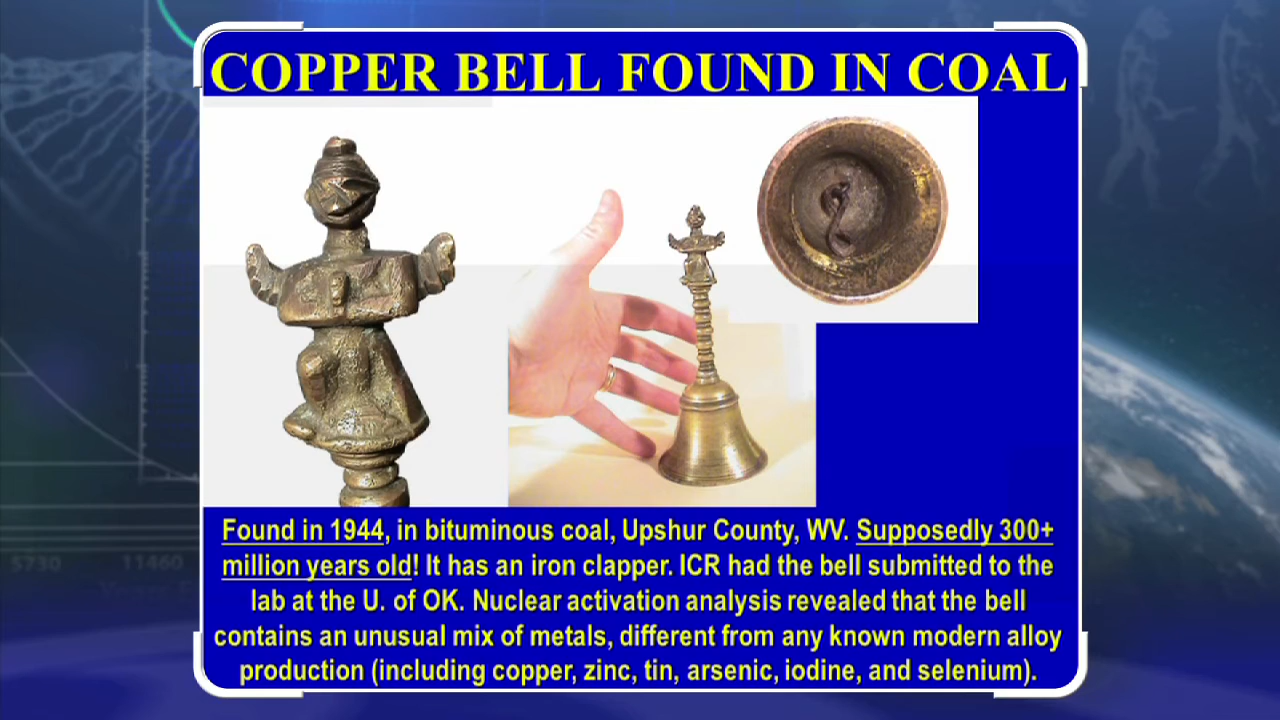 COPPER BELL FOUND IN COAL
Found in 1944, in bituminous coal, Upshur County, WV. Supposedly 300+
million years old! It has an iron clapper. ICR had the bell submitted to the
lab at the U. of OK. Nuclear activation analysis revealed that the bell
contains an unusual mix of metals, different from any known modern alloy
production (including copper, zinc, tin, arsenic, iodine, and selenium).
5730 11460